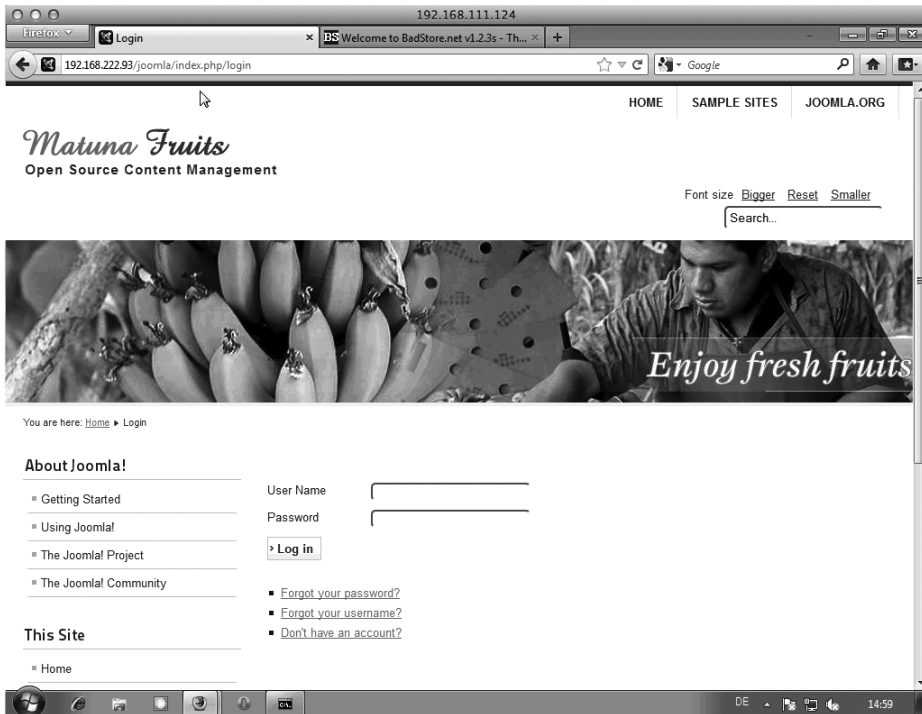 192.168.111.124
Firefox
Login
BS Welcome to BadStore.net v1.2.3s - Th...
192.168.222.93/joomla/index.php/login
Google
HOME SAMPLE SITES JOOMLA.ORG
Matuna Fruits
Open Source Content Management
Font size Bigger Reset Smaller
Search...
Enjoy fresh fruits
You are here: Home Login
About Joomla!
Getting Started
User Name
Using Joomla!
Password
The Joomla! Project
Log in
The Joomla! Community
Forgot your password?
Forgot your username?
Don't have an account?
This Site
Home
DE 14:59